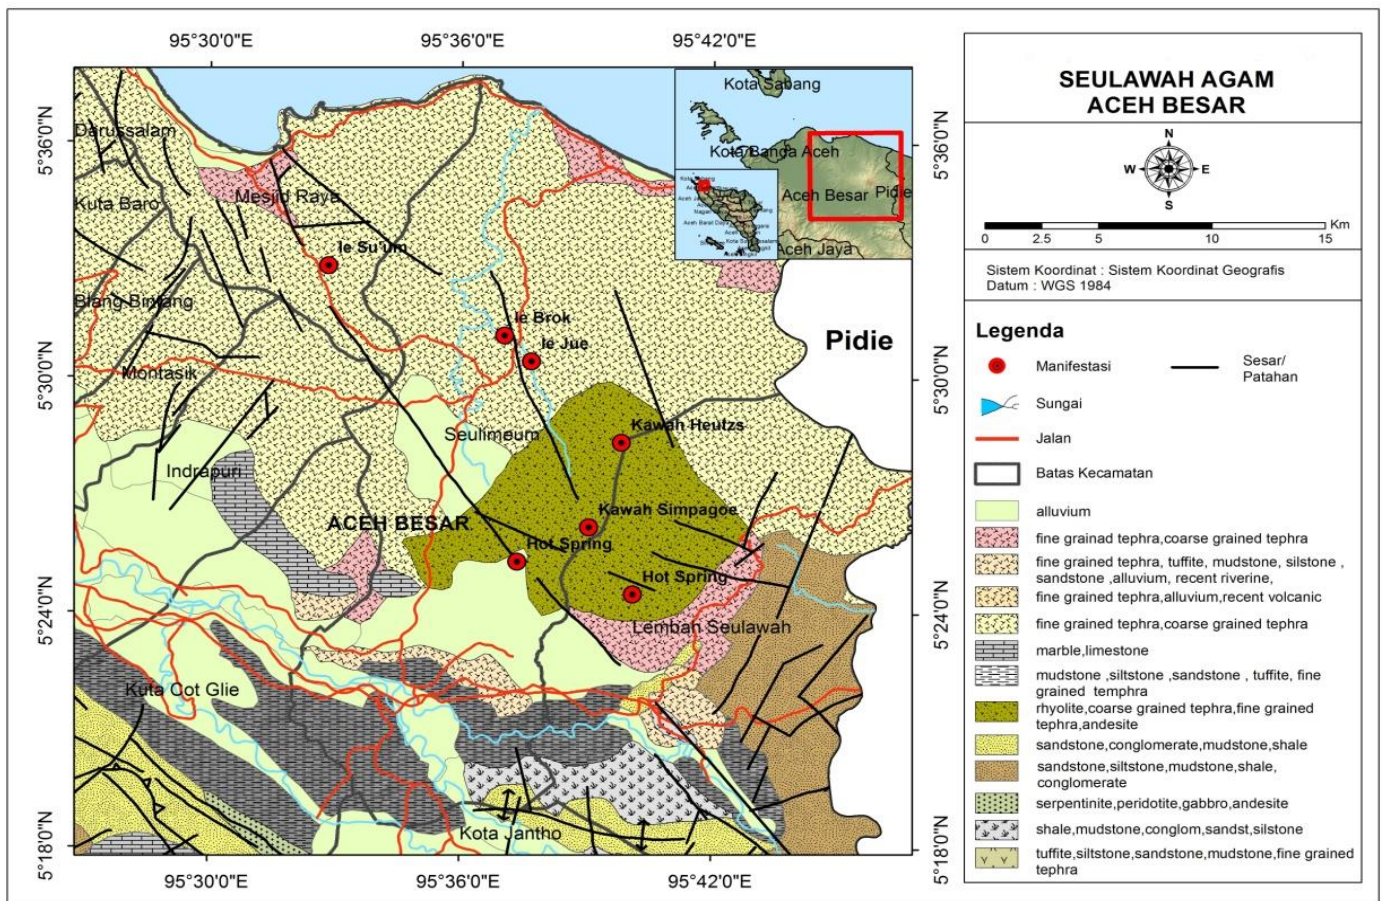 95°30'0"E 95°36'0"E 95°42'0"E
5°36'0"N
5°30'0"N
5°24'0"N
5°18'0"N
Kota Sabang
Kota Banda Aceh
Aceh Besar
Pidie
Aceh Jaya
Darussalam
Kuta Baro
Mesjid Raya
Ie Su'um
Blang Bintang
Ie Brok
Ie Jue
Pidie
Montasik
Seulimeum
Kawah Heutzs
Indrapuri
ACEH BESAR
Kawah Simpagoe
Hot Spring
Hot Spring
Lembah Seulawah
Kuta Cot Glie
Kota Jantho
95°30'0"E 95°36'0"E 95°42'0"E
5°36'0"N
5°30'0"N
5°24'0"N
5°18'0"N
SEULAWAH AGAM
ACEH BESAR
N
W E
S
Km
0 2.5 5 10 15
Sistem Koordinat : Sistem Koordinat Geografis
Datum : WGS 1984
Legenda
Manifestasi
Sesar/
Patahan
Sungai
Jalan
Batas Kecamatan
alluvium
fine grainad tephra,coarse grained tephra
fine grained tephra, tuffite, mudstone, silstone ,
sandstone ,alluvium, recent riverine,
fine grained tephra,alluvium,recent volcanic
fine grained tephra,coarse grained tephra
marble,limestone
mudstone ,siltstone ,sandstone , tuffite, fine
grained temphra
rhyolite,coarse grained tephra,fine grained
tephra,andesite
sandstone,conglomerate,mudstone,shale
sandstone,siltstone,mudstone,shale,
conglomerate
serpentinite,peridotite,gabbro,andesite
shale,mudstone,conglom,sandst,silstone
tuffite,siltstone,sandstone,mudstone,fine grained
tephra